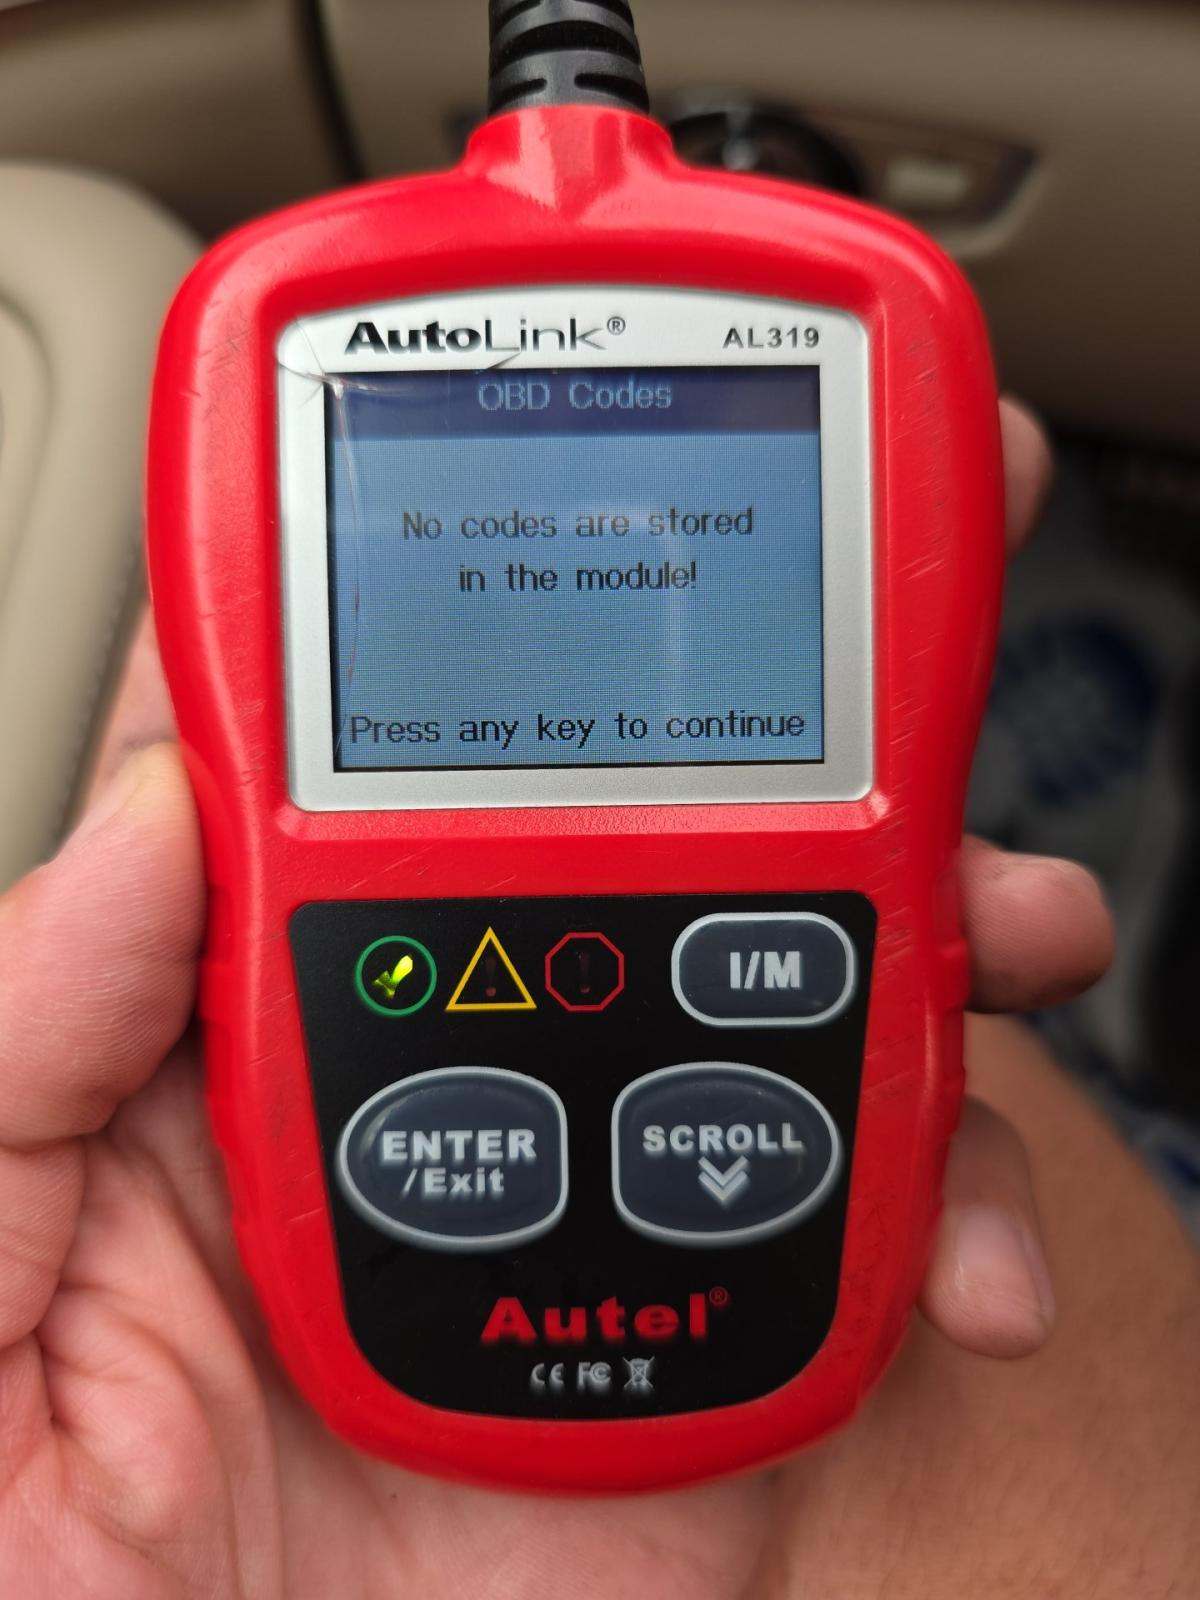 AutoLink® AL319
OBD Codes
No codes are stored
in the module!
Press any key to continue
I/M
ENTER
/Exit
SCROLL
Autel®
CE FC